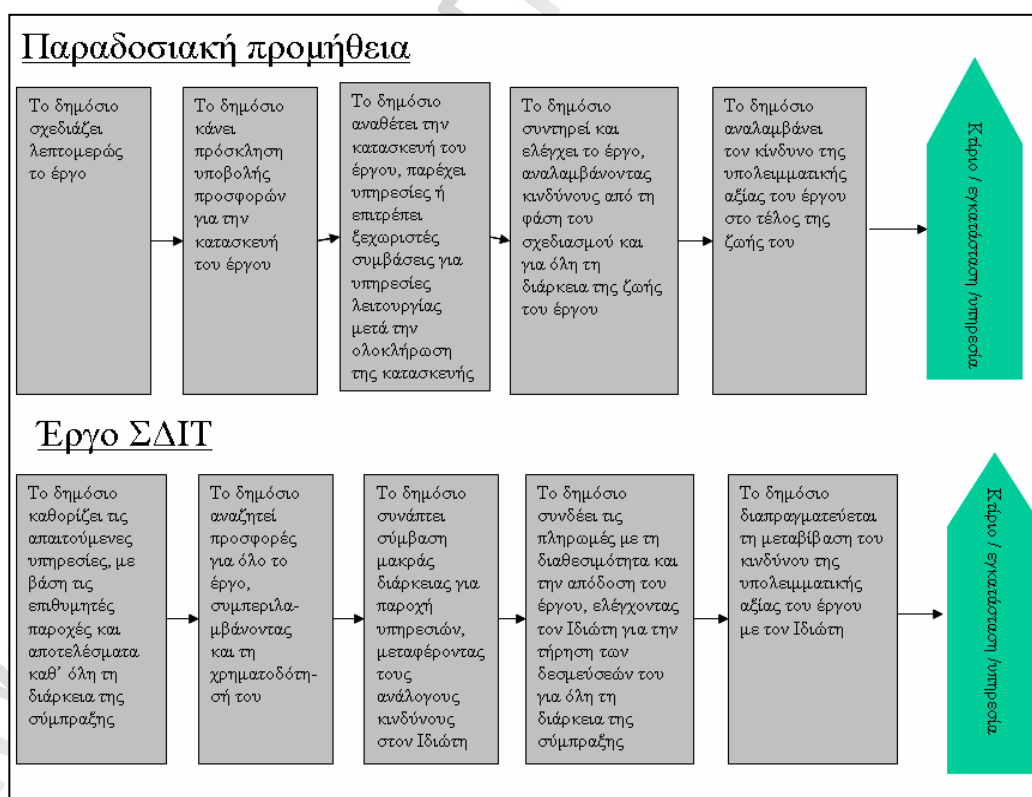 Παραδοσιακή προμήθεια
Το δημόσιο
σχεδιάζει
λεπτομερώς
το έργο
Το δημόσιο
κάνει
πρόσκληση
υποβολής
προσφορών
για την
κατασκευή
του έργου
Το δημόσιο
αναθέτει την
κατασκευή του
έργου, παρέχει
υπηρεσίες ή
επιτρέπει
ξεχωριστές
συμβάσεις για
υπηρεσίες
λειτουργίας
μετά την
ολοκλήρωση
της κατασκευής
Το δημόσιο
συντηρεί και
ελέγχει το έργο,
αναλαμβάνοντας
κινδύνους από τη
φάση του
σχεδιασμού και
για όλη τη
διάρκεια της ζωής
του έργου
Το δημόσιο
αναλαμβάνει
τον κίνδυνο της
υπολειμματικής
αξίας του έργου
στο τέλος της
ζωής του
Κτίριο / εγκατάσταση /υπηρεσία
Έργο ΣΔΙΤ
Το δημόσιο
καθορίζει τις
απαιτούμενες
υπηρεσίες, με
βάση τις
επιθυμητές
παροχές και
αποτελέσματα
καθ’ όλη τη
διάρκεια της
σύμπραξης
Το δημόσιο
αναζητεί
προσφορές
για όλο το
έργο,
συμπεριλα-
μβάνοντας
και τη
χρηματοδότη-
σή του
Το δημόσιο
συνάπτει
σύμβαση
μακράς
διάρκειας για
παροχή
υπηρεσιών,
μεταφέροντας
τους
ανάλογους
κινδύνους
στον Ιδιώτη
Το δημόσιο
συνδέει τις
πληρωμές με τη
διαθεσιμότητα και
την απόδοση του
έργου, ελέγχοντας
τον Ιδιώτη για την
τήρηση των
δεσμεύσεών του
για όλη τη
διάρκεια της
σύμπραξης
Το δημόσιο
διαπραγματεύεται
τη μεταβίβαση του
κινδύνου της
υπολειμματικής
αξίας του έργου
με τον Ιδιώτη
Κτίριο / εγκατάσταση /υπηρεσία